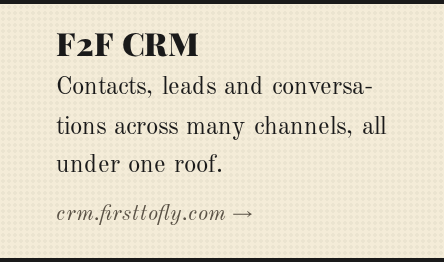 F2F CRM
Contacts, leads and conversa-
tions across many channels, all
under one roof.
crm.firsttofly.com →